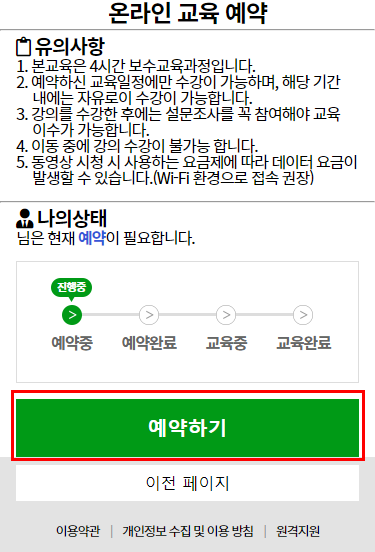 온라인 교육 예약
유의사항
1. 본교육은 4시간 보수교육과정입니다.
2. 예약하신 교육일정에만 수강이 가능하며, 해당 기간
내에는 자유로이 수강이 가능합니다.
3. 강의를 수강한 후에는 설문조사를 꼭 참여해야 교육
이수가 가능합니다.
4. 이동 중에 강의 수강이 불가능 합니다.
5. 동영상 시청 시 사용하는 요금제에 따라 데이터 요금이
발생할 수 있습니다.(Wi-Fi 환경으로 접속 권장)
나의상태
님은 현재 예약이 필요합니다.
진행중
> > > >
예약중 예약완료 교육중 교육완료
예약하기
이전 페이지
이용약관 | 개인정보 수집 및 이용 방침 | 원격지원